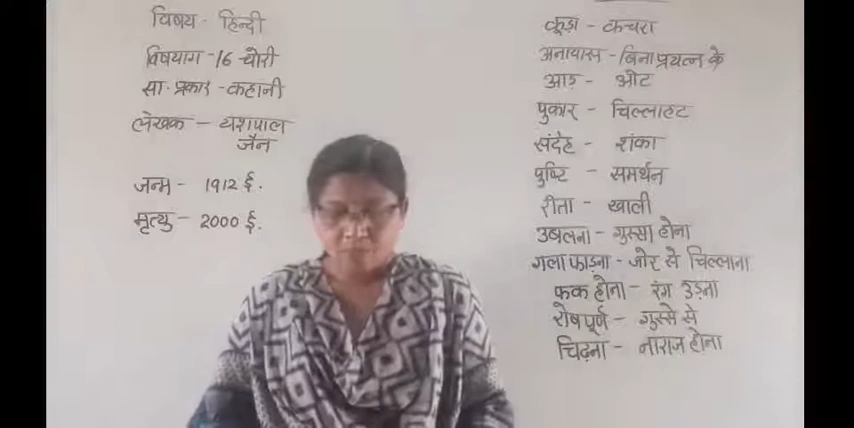 विषय - हिन्दी
विषयांग - 16 चोरी
सा. प्रकार - कहानी
लेखक - यशपाल
जैन
जन्म - 1912 ई.
मृत्यु - 2000 ई.
कूड़ा - कचरा
अनायास - बिना प्रयत्न के
आड़ - ओट
पुकार - चिल्लाहट
संदेह - शंका
पुष्टि - समर्थन
रीता - खाली
उबलना - गुस्सा होना
गला फाड़ना - जोर से चिल्लाना
फक होना - रंग उड़ना
रोषपूर्ण - गुस्से से
चिढ़ना - नाराज होना